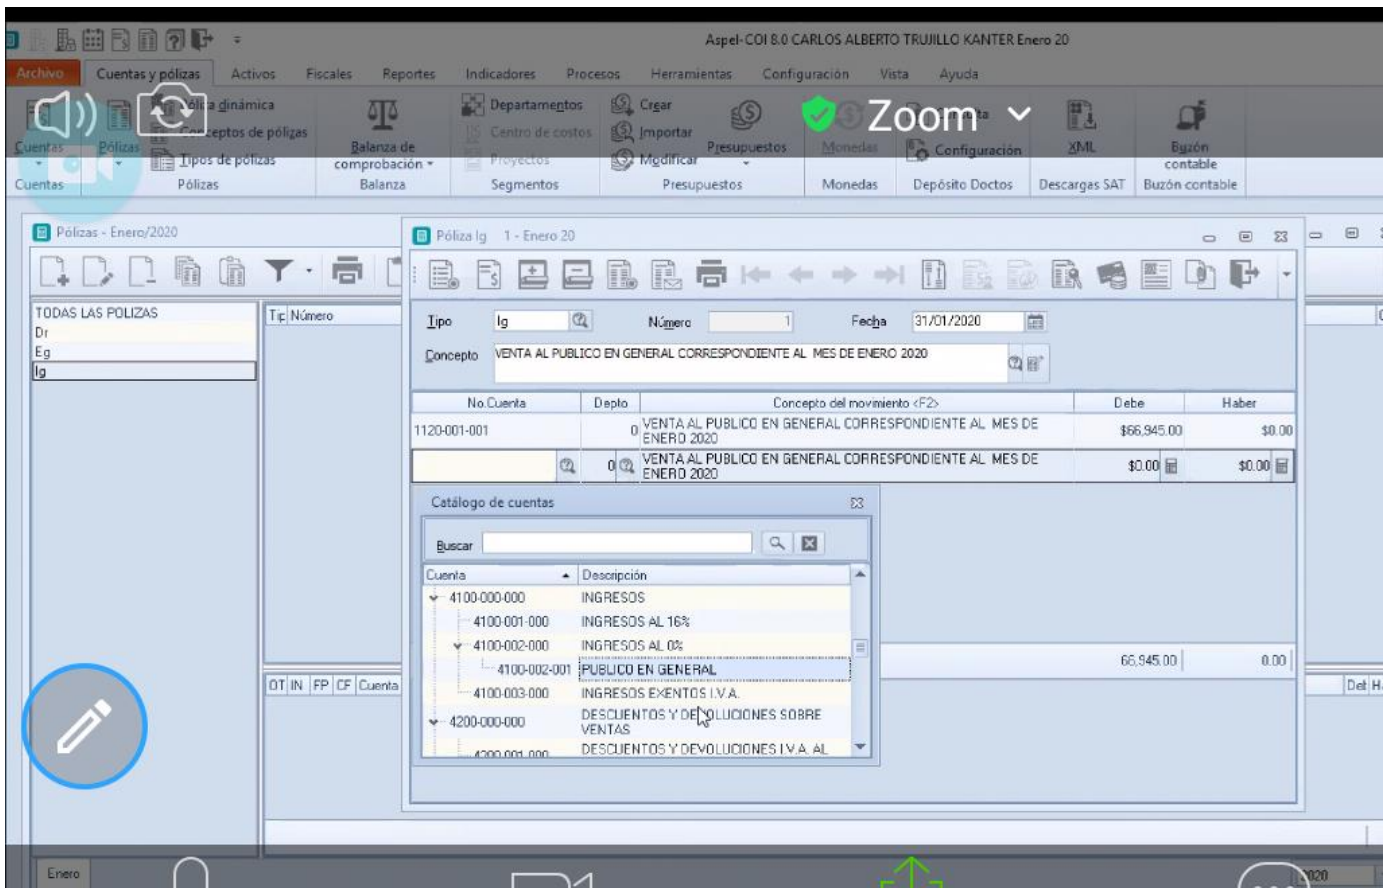 Aspel-COI 8.0 CARLOS ALBERTO TRUJILLO KANTER Enero 20
Archivo Cuentas y pólizas Activos Fiscales Reportes Indicadores Procesos Herramientas Configuración Vista Ayuda
Póliza dinámica Departamentos Crear Zoom
Conceptos de pólizas Centro de costos Importar
Cuentas Pólizas Tipos de pólizas Balanza de comprobación Proyectos Modificar Presupuestos Monedas Configuración XML Buzón contable
Cuentas Pólizas Balanza Segmentos Presupuestos Monedas Depósito Doctos Descargas SAT Buzón contable
Pólizas - Enero/2020
Póliza Ig 1 - Enero 20
TODAS LAS POLIZAS
Dr
Eg
Ig
Tip Número
Tipo Ig Número 1 Fecha 31/01/2020
Concepto VENTA AL PUBLICO EN GENERAL CORRESPONDIENTE AL MES DE ENERO 2020
No.Cuenta Depto Concepto del movimiento <F2> Debe Haber
1120-001-001 0 VENTA AL PUBLICO EN GENERAL CORRESPONDIENTE AL MES DE
ENERO 2020 $66,945.00 $0.00
0 VENTA AL PUBLICO EN GENERAL CORRESPONDIENTE AL MES DE
ENERO 2020 $0.00 $0.00
Catálogo de cuentas
Buscar
Cuenta Descripción
4100-000-000 INGRESOS
4100-001-000 INGRESOS AL 16%
4100-002-000 INGRESOS AL 0%
4100-002-001 PUBLICO EN GENERAL
4100-003-000 INGRESOS EXENTOS I.V.A.
4200-000-000 DESCUENTOS Y DEVOLUCIONES SOBRE
VENTAS
4200-001-000 DESCUENTOS Y DEVOLUCIONES I.V.A. AL
66,945.00 0.00
OT IN FP CF Cuenta
Enero
2020